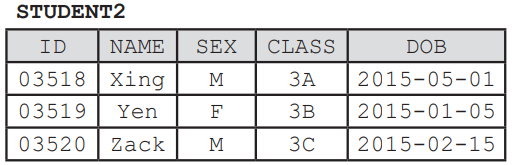 STUDENT2
ID NAME SEX CLASS DOB
03518 Xing M 3A 2015-05-01
03519 Yen F 3B 2015-01-05
03520 Zack M 3C 2015-02-15